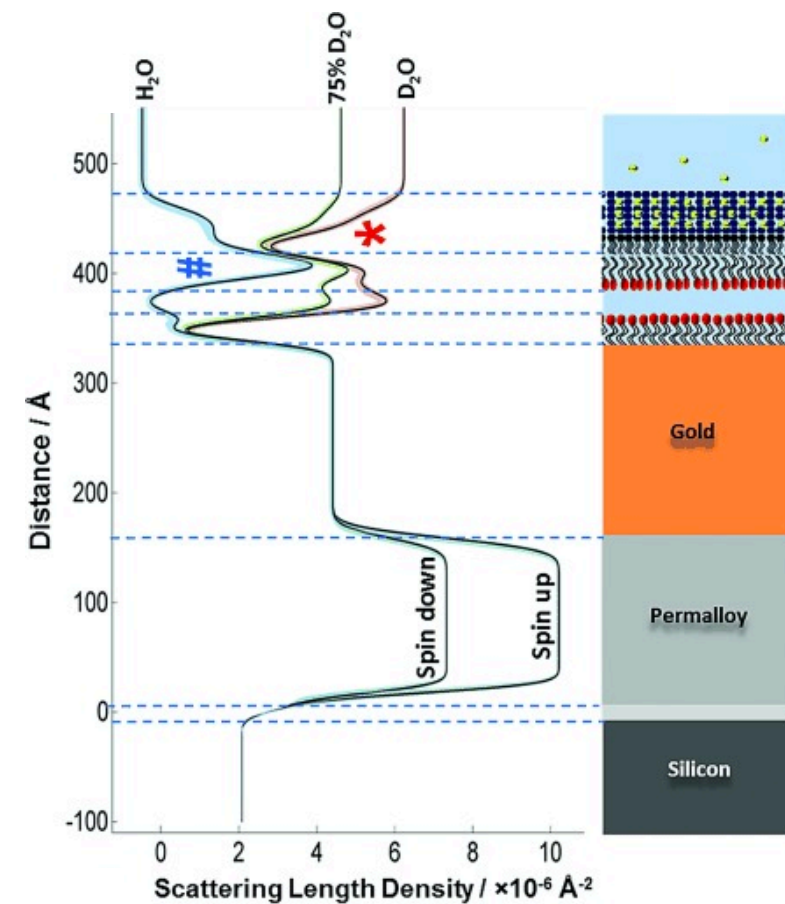 H₂O
75% D₂O
D₂O
500
*
#
400
300
Gold
200
Distance / Å
Spin down
Spin up
100
Permalloy
0
Silicon
-100
0 2 4 6 8 10
Scattering Length Density / ×10⁻⁶ Å⁻²